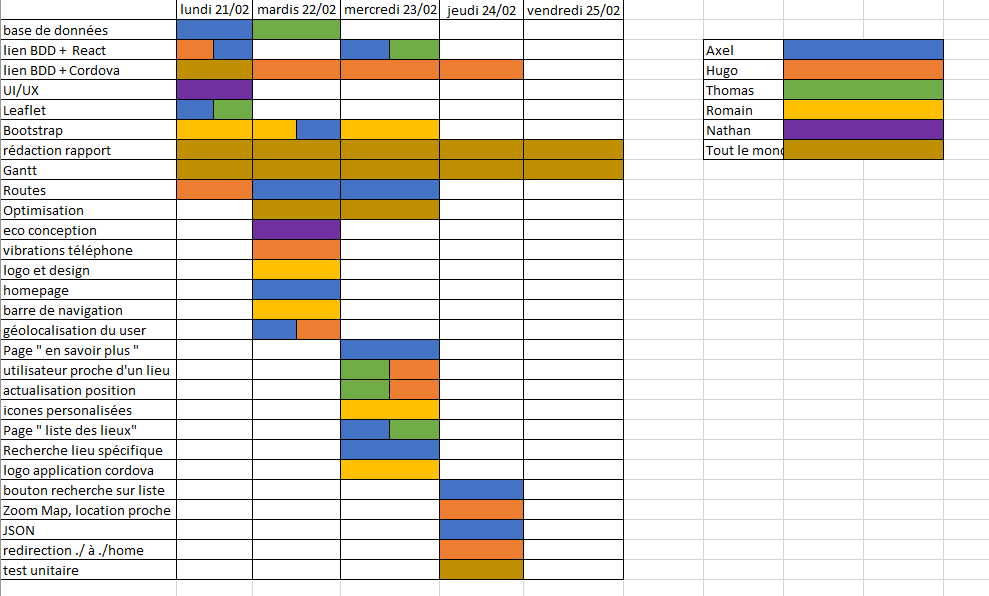 lundi 21/02 mardis 22/02 mercredi 23/02 jeudi 24/02 vendredi 25/02
base de données
lien BDD + React
lien BDD + Cordova
UI/UX
Leaflet
Bootstrap
rédaction rapport
Gantt
Routes
Optimisation
eco conception
vibrations téléphone
logo et design
homepage
barre de navigation
géolocalisation du user
Page " en savoir plus "
utilisateur proche d'un lieu
actualisation position
icones personalisées
Page " liste des lieux"
Recherche lieu spécifique
logo application cordova
bouton recherche sur liste
Zoom Map, location proche
JSON
redirection ./ à ./home
test unitaire
Axel
Hugo
Thomas
Romain
Nathan
Tout le mond